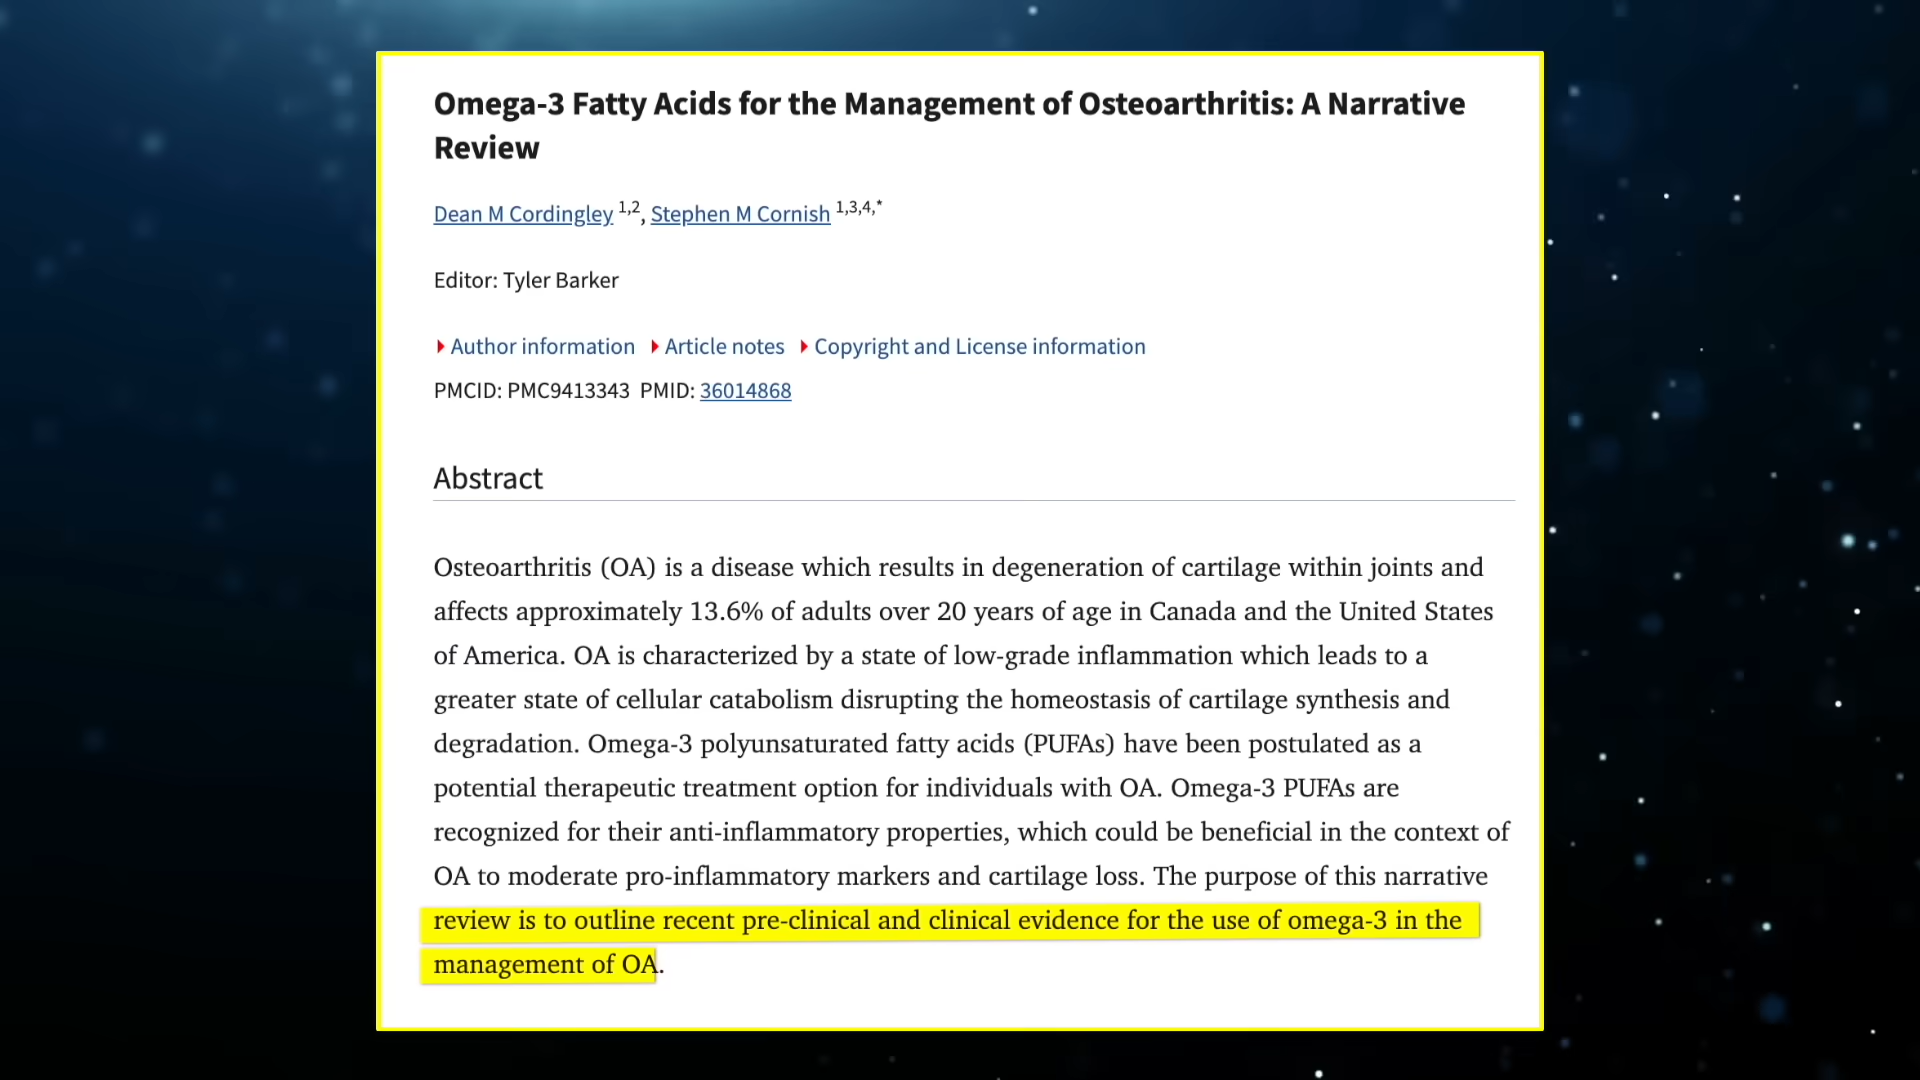 Omega-3 Fatty Acids for the Management of Osteoarthritis: A Narrative
Review
Dean M Cordingley 1,2, Stephen M Cornish 1,3,4,*
Editor: Tyler Barker
Author information Article notes Copyright and License information
PMCID: PMC9413343 PMID: 36014868
Abstract
Osteoarthritis (OA) is a disease which results in degeneration of cartilage within joints and
affects approximately 13.6% of adults over 20 years of age in Canada and the United States
of America. OA is characterized by a state of low-grade inflammation which leads to a
greater state of cellular catabolism disrupting the homeostasis of cartilage synthesis and
degradation. Omega-3 polyunsaturated fatty acids (PUFAs) have been postulated as a
potential therapeutic treatment option for individuals with OA. Omega-3 PUFAs are
recognized for their anti-inflammatory properties, which could be beneficial in the context of
OA to moderate pro-inflammatory markers and cartilage loss. The purpose of this narrative
review is to outline recent pre-clinical and clinical evidence for the use of omega-3 in the
management of OA.